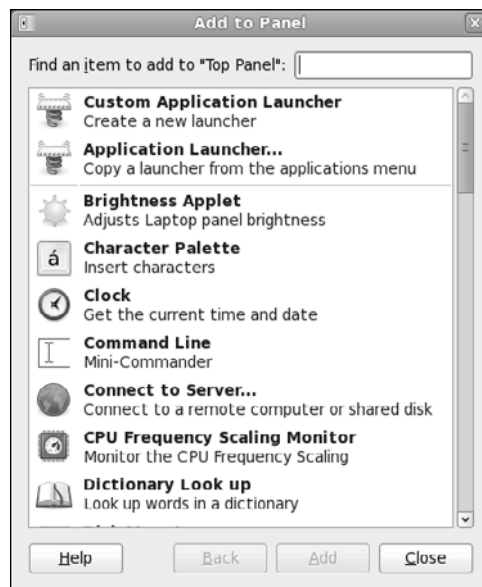 Add to Panel
Find an item to add to "Top Panel":
Custom Application Launcher
Create a new launcher
Application Launcher...
Copy a launcher from the applications menu
Brightness Applet
Adjusts Laptop panel brightness
á
Character Palette
Insert characters
Clock
Get the current time and date
Command Line
Mini-Commander
Connect to Server...
Connect to a remote computer or shared disk
CPU Frequency Scaling Monitor
Monitor the CPU Frequency Scaling
Dictionary Look up
Look up words in a dictionary
Help
Back
Add
Close